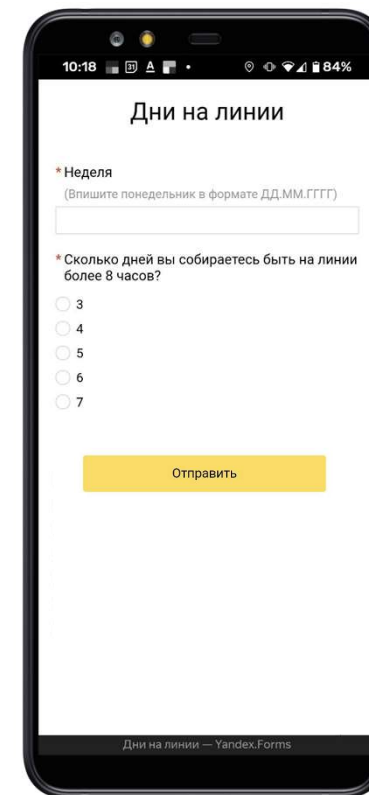 10:18 31 A • 84%
Дни на линии
* Неделя
(Впишите понедельник в формате ДД.ММ.ГГГГ)
* Сколько дней вы собираетесь быть на линии
более 8 часов?
3
4
5
6
7
Отправить
Дни на линии — Yandex.Forms